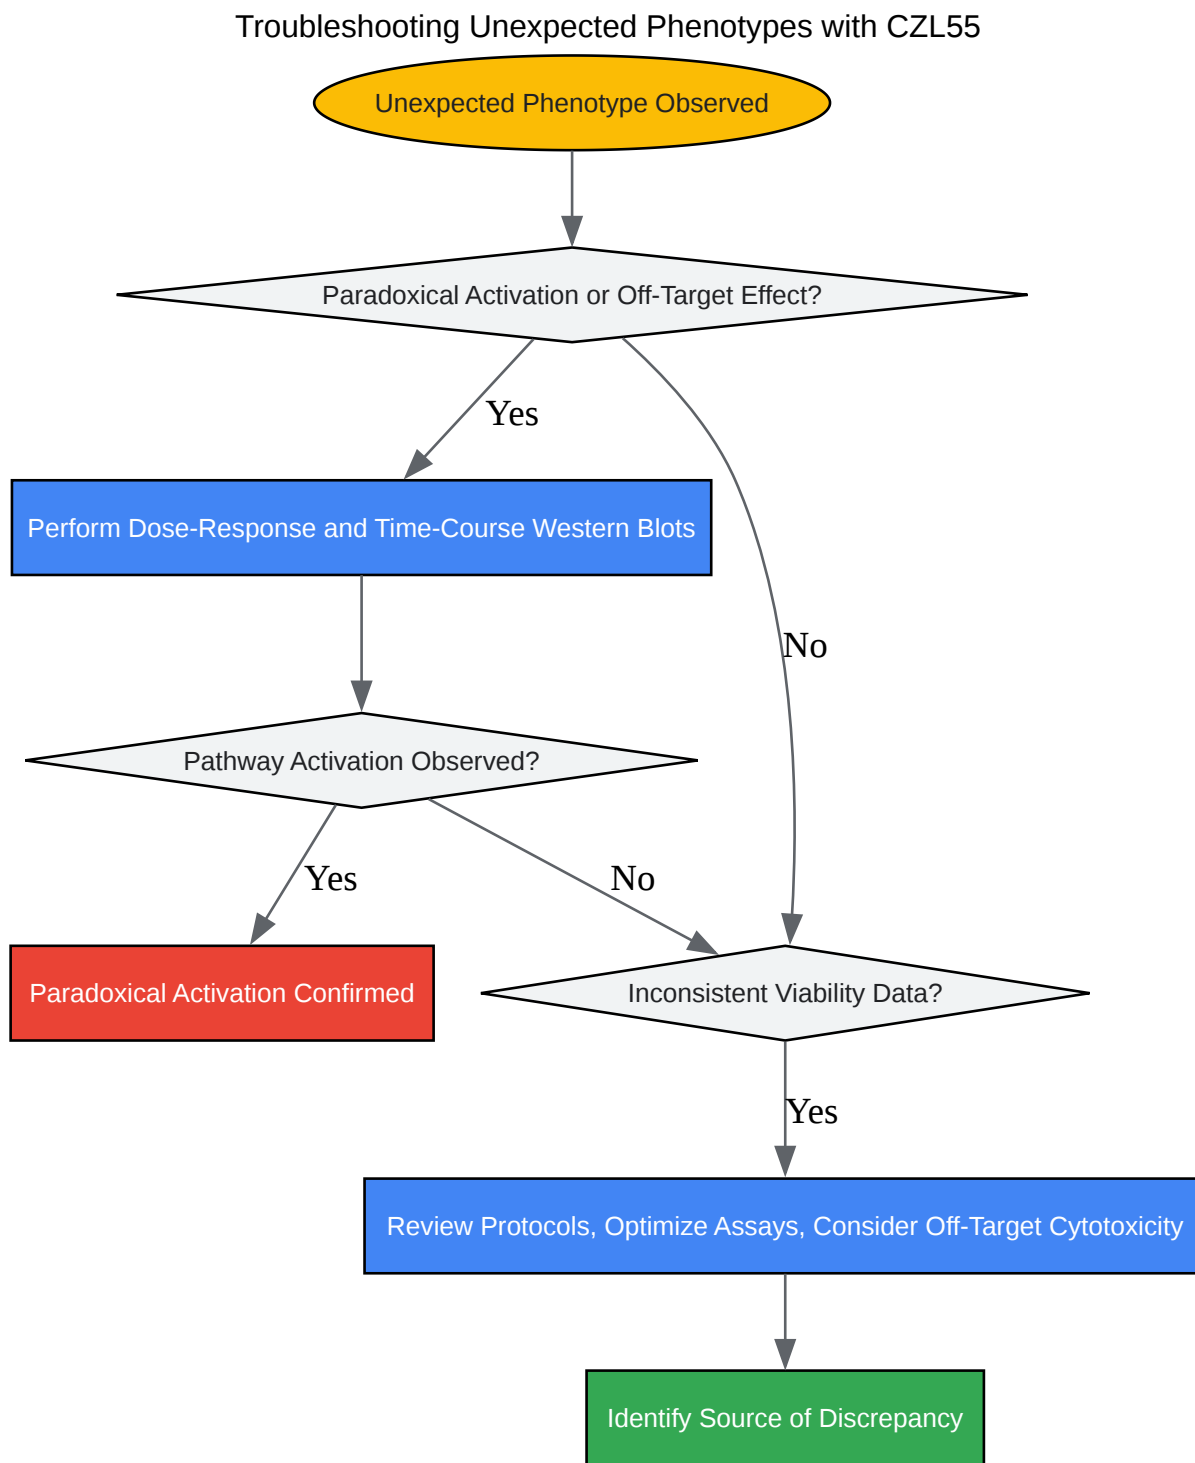 Troubleshooting Unexpected Phenotypes with CZL55
Unexpected Phenotype Observed
Paradoxical Activation or Off-Target Effect?
Yes
Perform Dose-Response and Time-Course Western Blots
No
Pathway Activation Observed?
Yes
No
Paradoxical Activation Confirmed
Inconsistent Viability Data?
Yes
Review Protocols, Optimize Assays, Consider Off-Target Cytotoxicity
Identify Source of Discrepancy